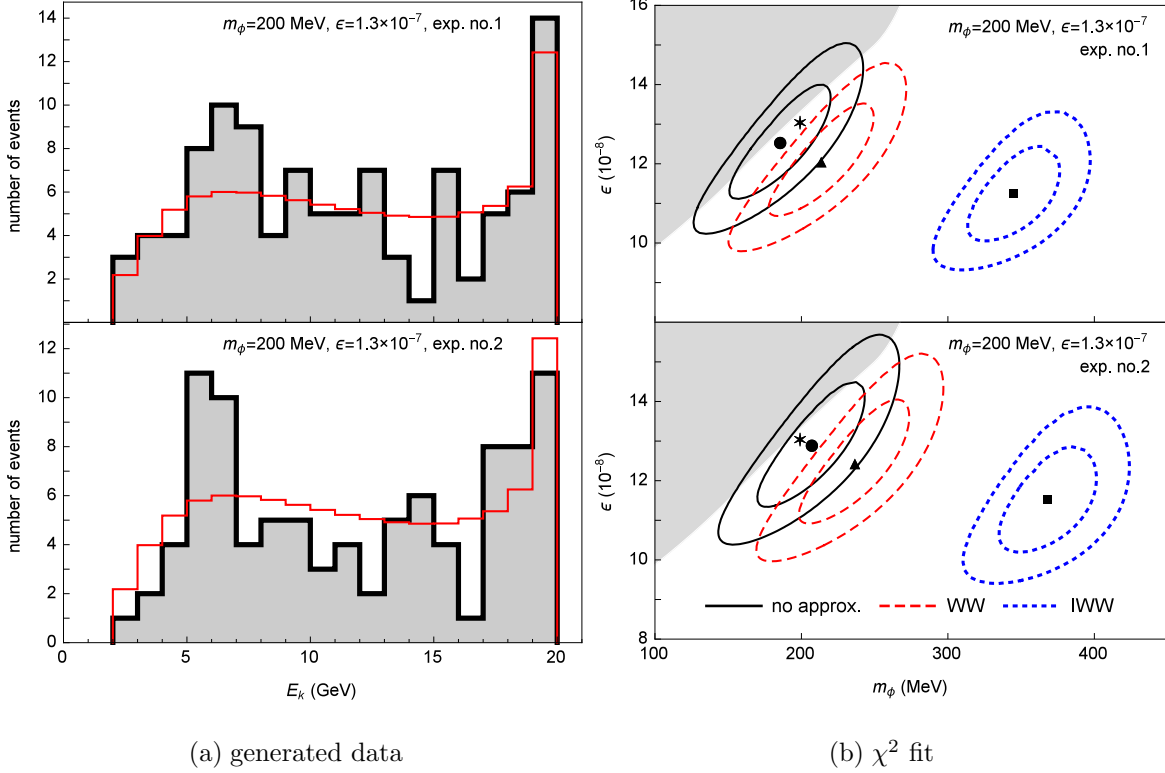 mϕ=200 MeV, ϵ=1.3×10⁻⁷, exp. no.1
number of events
14
12
10
8
6
4
2
mϕ=200 MeV, ϵ=1.3×10⁻⁷, exp. no.2
number of events
12
10
8
6
4
2
0
0 5 10 15 20
Eₖ (GeV)
(a) generated data
mϕ=200 MeV, ϵ=1.3×10⁻⁷
exp. no.1
ϵ (10⁻⁸)
16
14
12
10
mϕ=200 MeV, ϵ=1.3×10⁻⁷
exp. no.2
ϵ (10⁻⁸)
16
14
12
10
8
no approx. WW IWW
100 200 300 400
mϕ (MeV)
(b) χ² fit